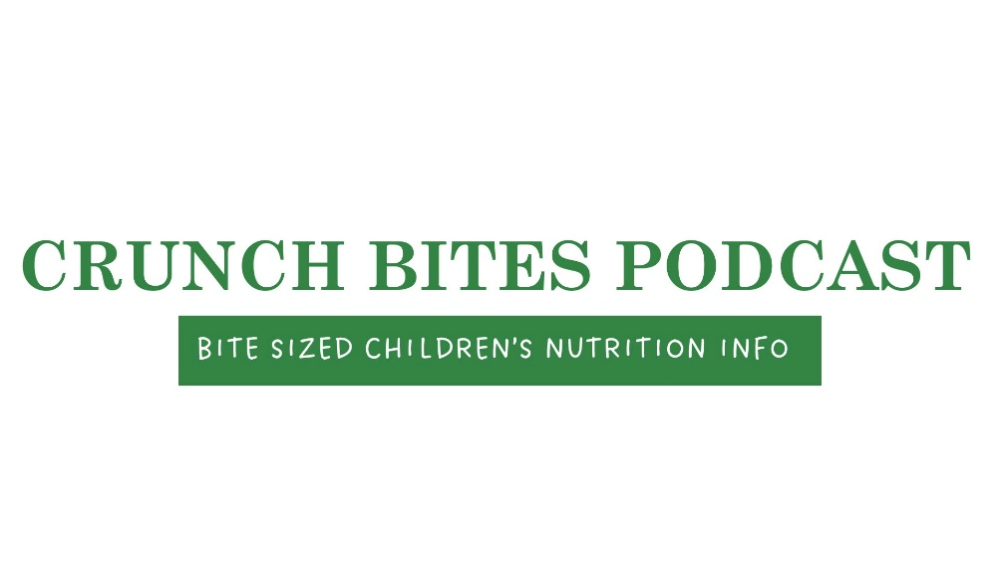 CRUNCH BITES PODCAST
BITE SIZED CHILDREN'S NUTRITION INFO